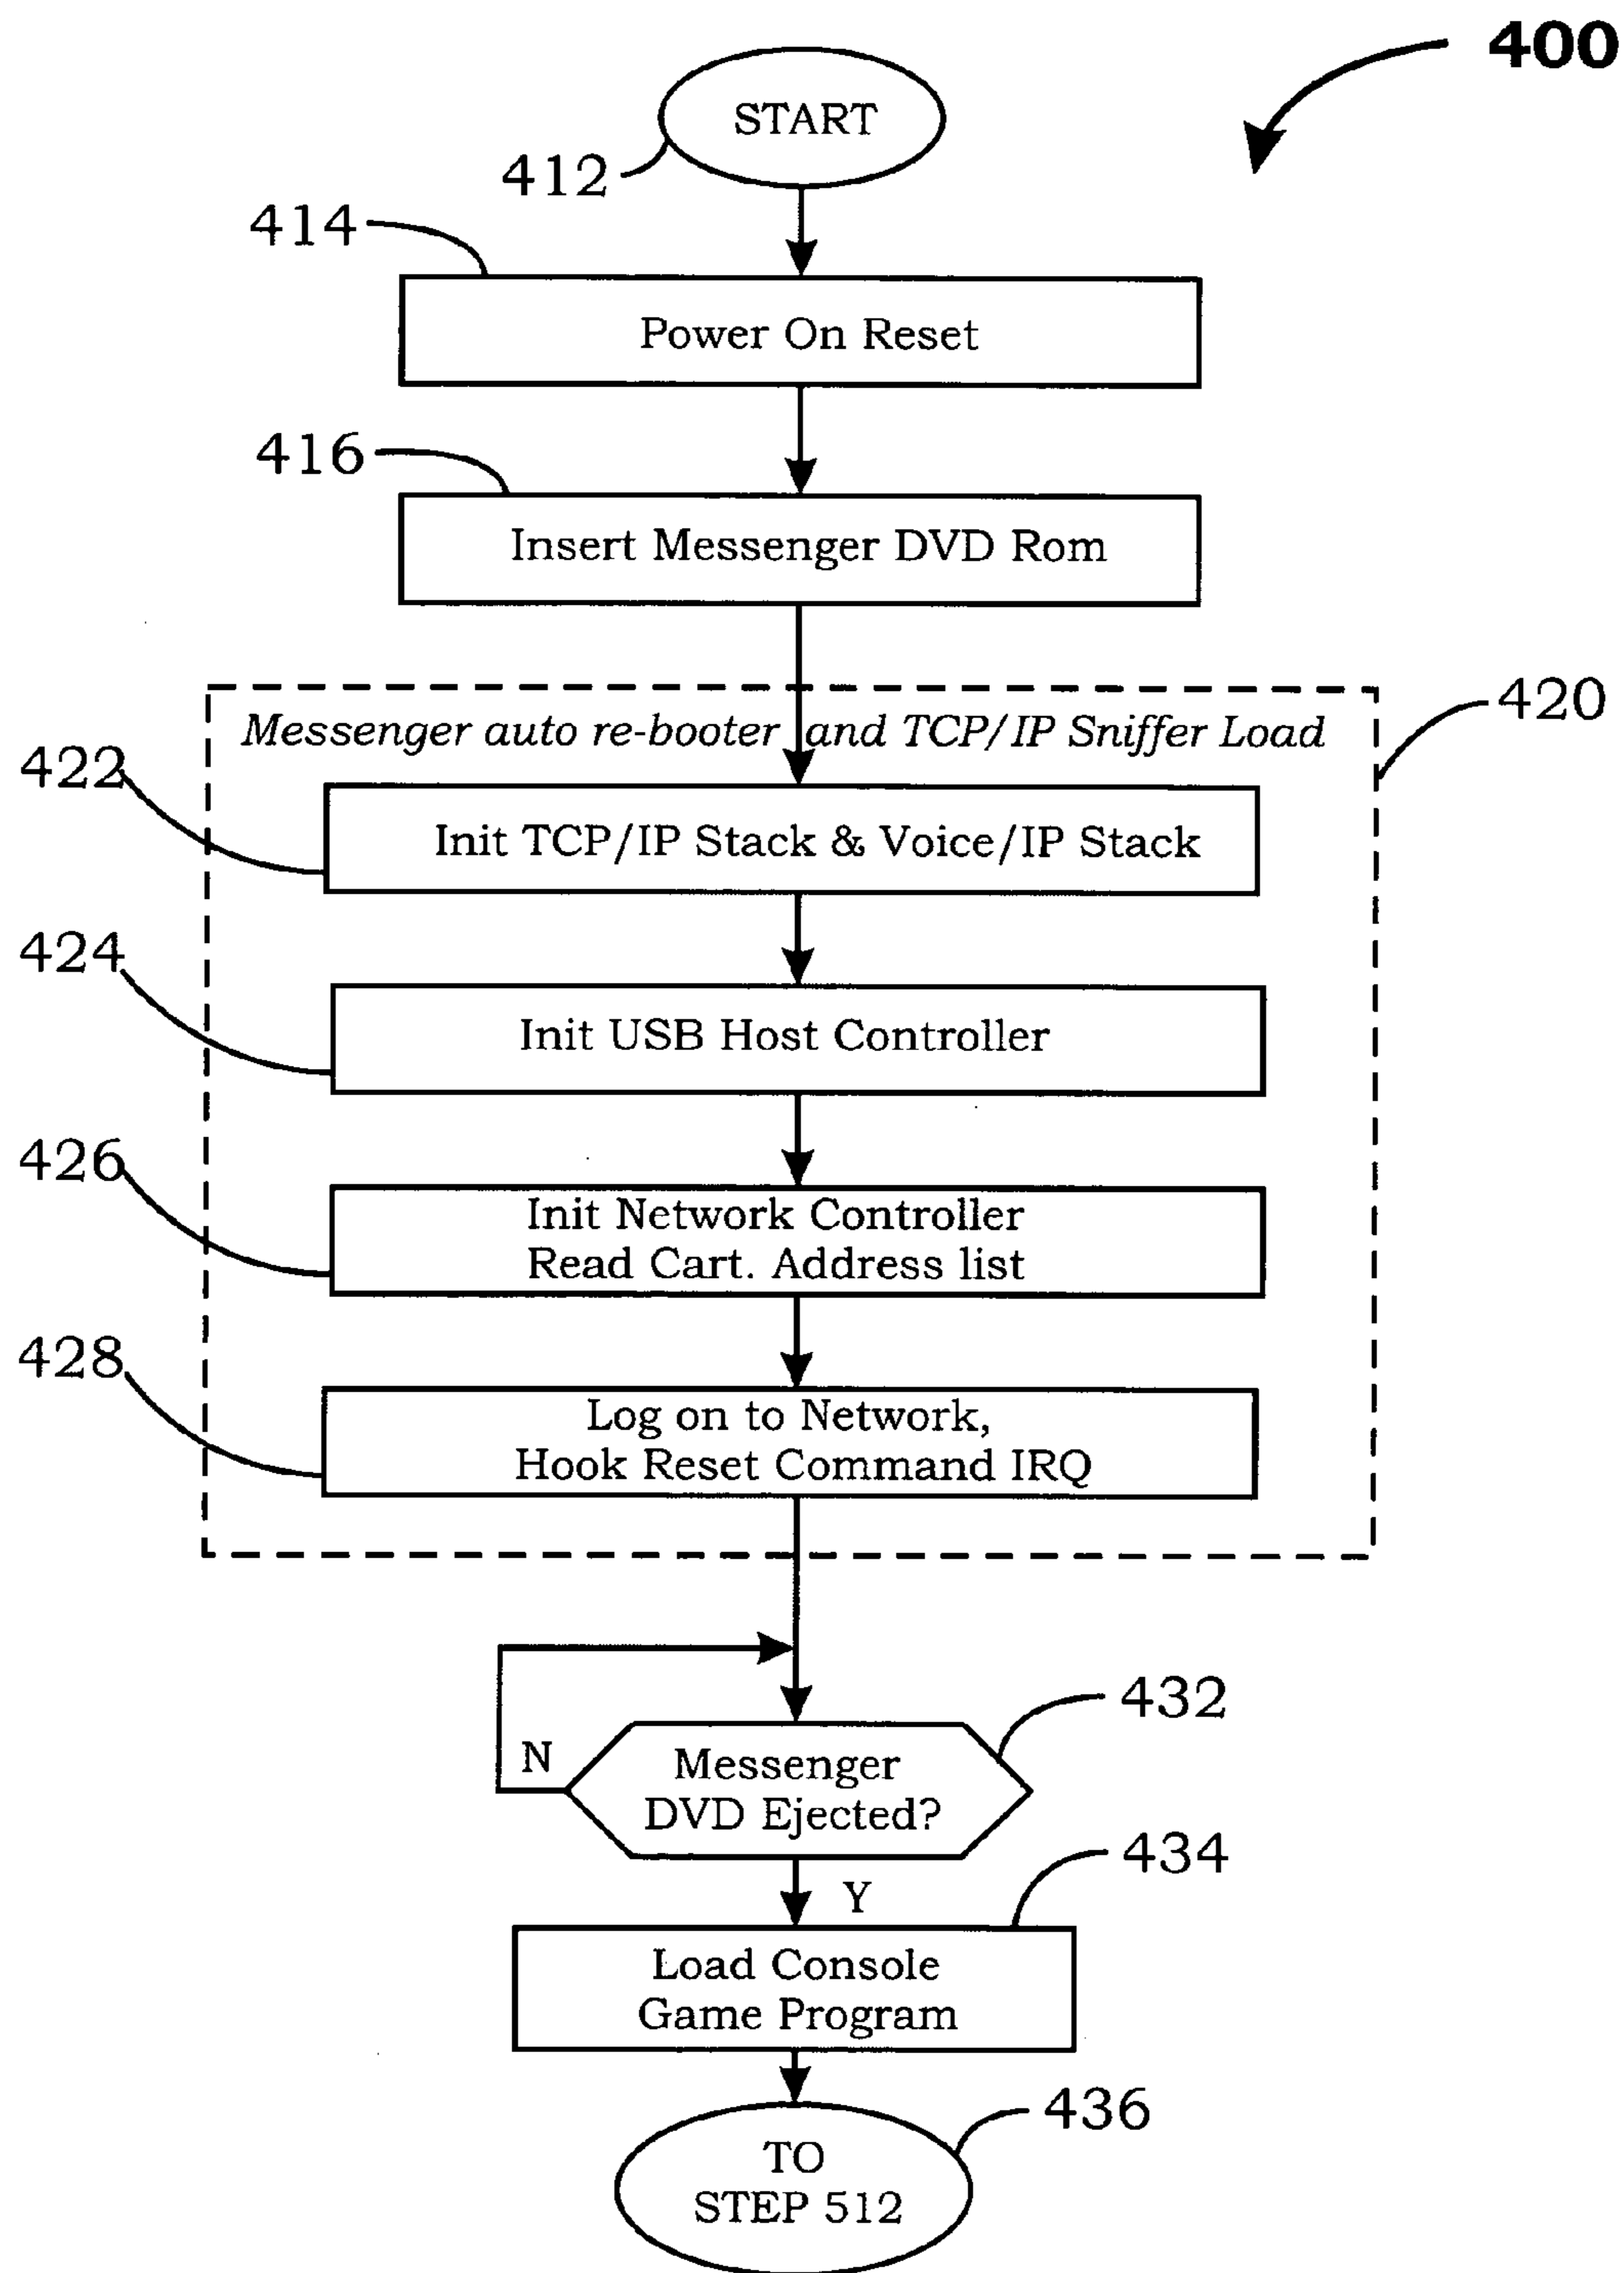 400
START
412
414
Power On Reset
416
Insert Messenger DVD Rom
420
Messenger auto re-booter and TCP/IP Sniffer Load
422
Init TCP/IP Stack & Voice/IP Stack
424
Init USB Host Controller
426
Init Network Controller
Read Cart. Address list
428
Log on to Network,
Hook Reset Command IRQ
432
N
Messenger
DVD Ejected?
434
Y
Load Console
Game Program
436
TO
STEP 512